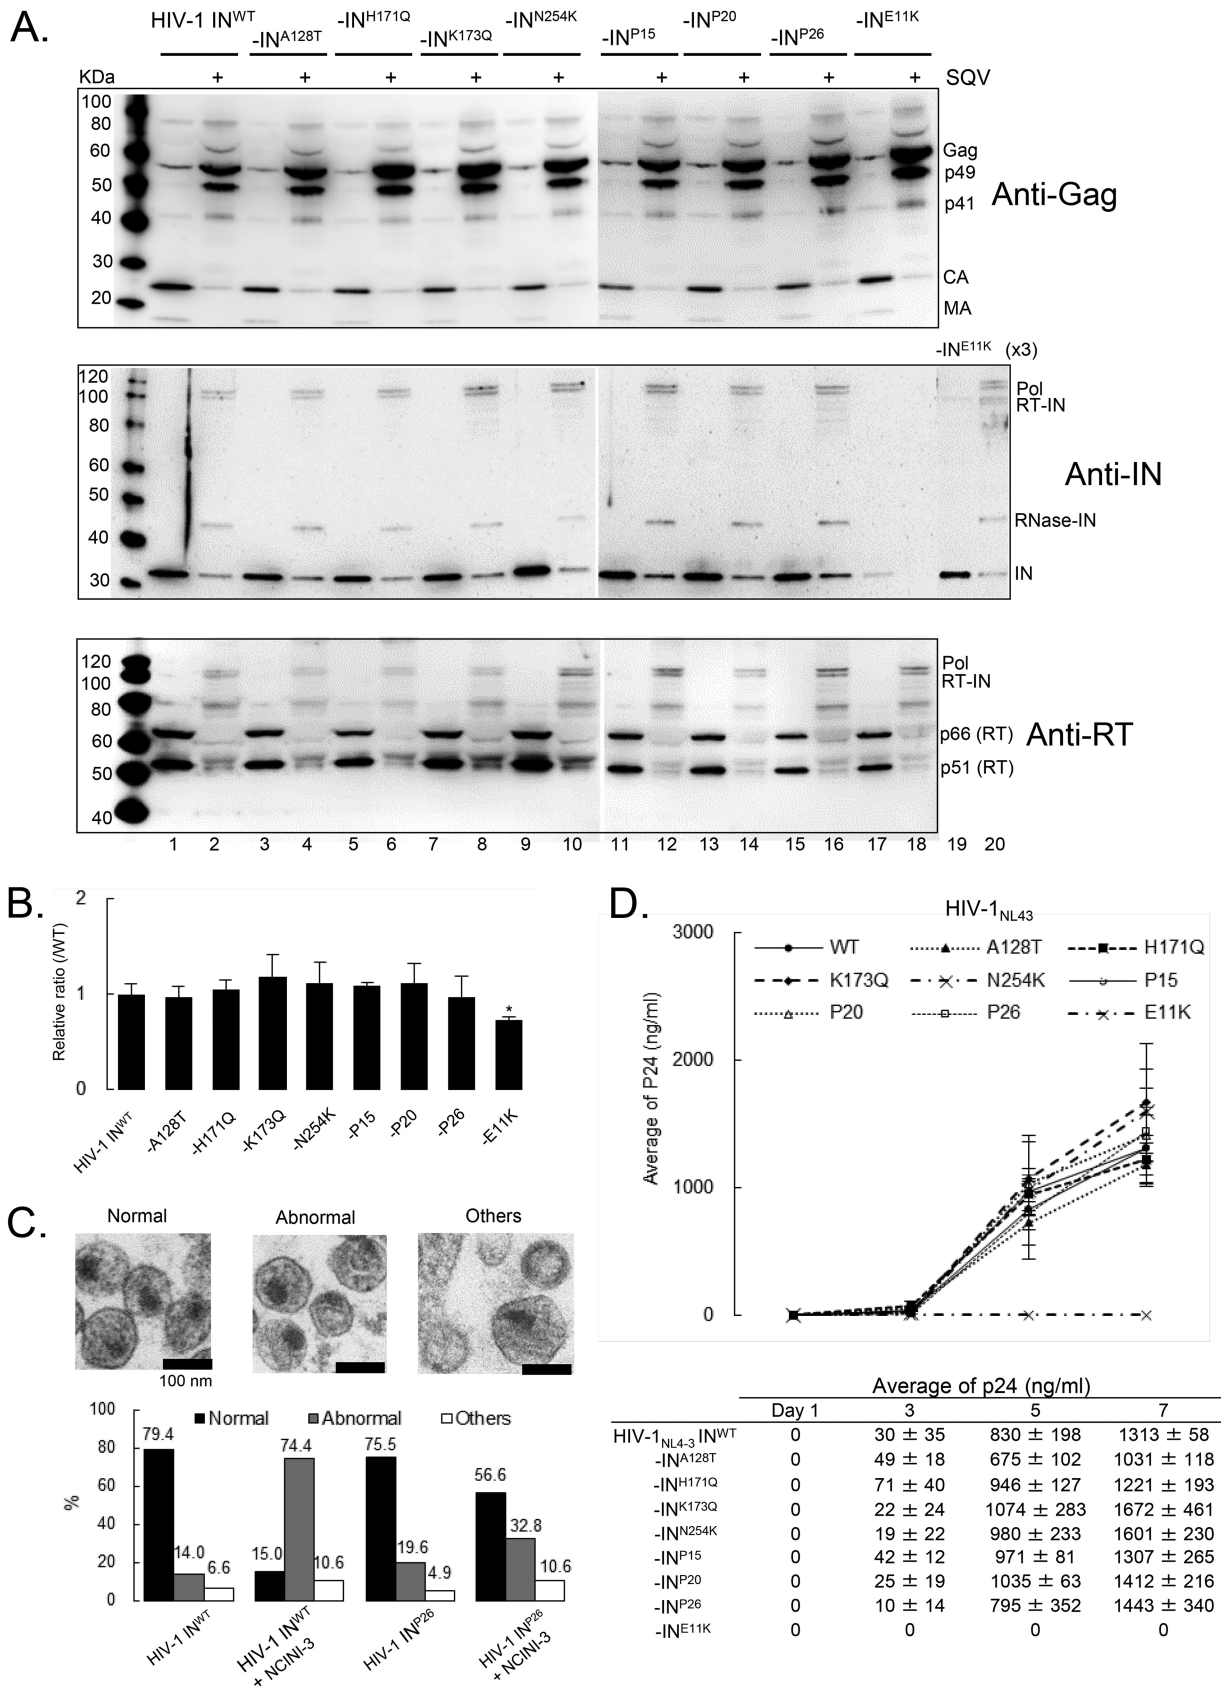 A.
HIV-1 IN^WT -IN^A128T -IN^H171Q -IN^K173Q -IN^N254K -IN^P15 -IN^P20 -IN^P26 -IN^E11K
KDa + + + + + + + + + SQV
100
80
60
50
40
30
20
Gag
p49
p41
CA
MA
Anti-Gag
-IN^E11K (x3)
120
100
80
60
50
40
30
Pol
RT-IN
RNase-IN
IN
Anti-IN
120
100
80
60
50
40
Pol
RT-IN
p66 (RT)
p51 (RT)
Anti-RT
1 2 3 4 5 6 7 8 9 10 11 12 13 14 15 16 17 18 19 20
B.
Relative ratio (/WT)
2
1
0
*
HIV-1 IN^WT -A128T -H171Q -K173Q -N254K -P15 -P20 -P26 -E11K
C.
Normal Abnormal Others
100 nm
Normal Abnormal Others
%
100
80
60
40
20
0
79.4 14.0 6.6
15.0 74.4 10.6
75.5 19.6 4.9
56.6 32.8 10.6
HIV-1 IN^WT
HIV-1 IN^WT
+ NCINI-3
HIV-1 IN^P26
HIV-1 IN^P26
+ NCINI-3
D.
HIV-1_NL43
WT A128T H171Q
K173Q N254K P15
P20 P26 E11K
Average of P24 (ng/ml)
3000
2000
1000
0
Average of p24 (ng/ml)
Day 1 3 5 7
HIV-1_NL4-3 IN^WT 0 30 ± 35 830 ± 198 1313 ± 58
-IN^A128T 0 49 ± 18 675 ± 102 1031 ± 118
-IN^H171Q 0 71 ± 40 946 ± 127 1221 ± 193
-IN^K173Q 0 22 ± 24 1074 ± 283 1672 ± 461
-IN^N254K 0 19 ± 22 980 ± 233 1601 ± 230
-IN^P15 0 42 ± 12 971 ± 81 1307 ± 265
-IN^P20 0 25 ± 19 1035 ± 63 1412 ± 216
-IN^P26 0 10 ± 14 795 ± 352 1443 ± 340
-IN^E11K 0 0 0 0